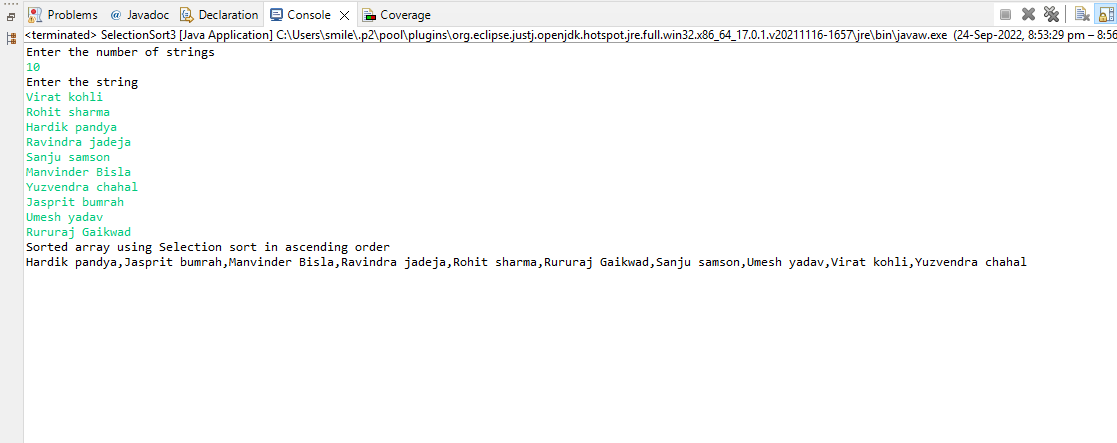 Problems @ Javadoc Declaration Console Coverage
<terminated> SelectionSort3 [Java Application] C:\Users\smile\.p2\pool\plugins\org.eclipse.justj.openjdk.hotspot.jre.full.win32.x86_64_17.0.1.v20211116-1657\jre\bin\javaw.exe (24-Sep-2022, 8:53:29 pm – 8:56
Enter the number of strings
10
Enter the string
Virat kohli
Rohit sharma
Hardik pandya
Ravindra jadeja
Sanju samson
Manvinder Bisla
Yuzvendra chahal
Jasprit bumrah
Umesh yadav
Rururaj Gaikwad
Sorted array using Selection sort in ascending order
Hardik pandya,Jasprit bumrah,Manvinder Bisla,Ravindra jadeja,Rohit sharma,Rururaj Gaikwad,Sanju samson,Umesh yadav,Virat kohli,Yuzvendra chahal